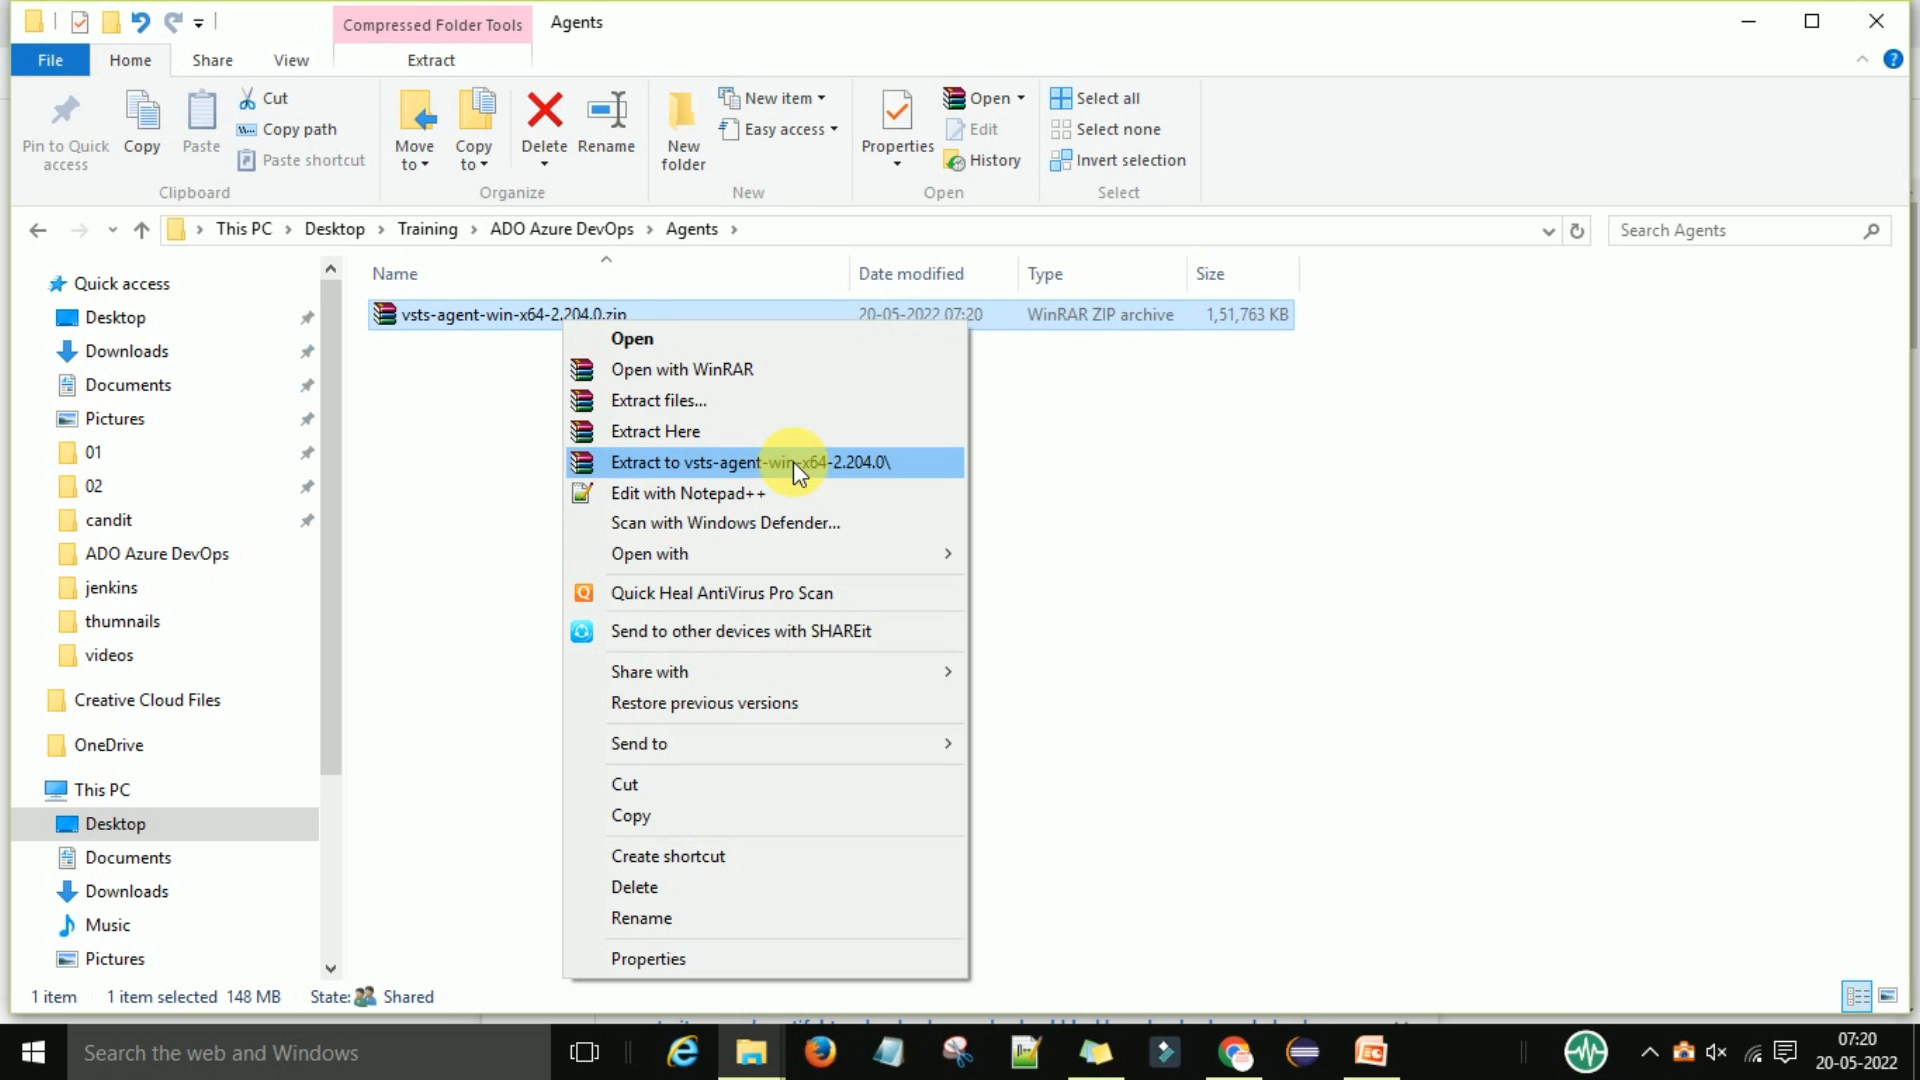 Compressed Folder Tools
Agents
File
Home
Share
View
Extract
Pin to Quick access
Copy
Paste
Cut
Copy path
Paste shortcut
Clipboard
Move to
Copy to
Delete
Rename
Organize
New folder
New item
Easy access
New
Properties
Open
Edit
History
Open
Select all
Select none
Invert selection
Select
This PC > Desktop > Training > ADO Azure DevOps > Agents >
Search Agents
Name
Date modified
Type
Size
vsts-agent-win-x64-2.204.0.zip
20-05-2022 07:20
WinRAR ZIP archive
1,51,763 KB
Quick access
Desktop
Downloads
Documents
Pictures
01
02
candit
ADO Azure DevOps
jenkins
thumnails
videos
Creative Cloud Files
OneDrive
This PC
Desktop
Documents
Downloads
Music
Pictures
Open
Open with WinRAR
Extract files...
Extract Here
Extract to vsts-agent-win-x64-2.204.0\
Edit with Notepad++
Scan with Windows Defender...
Open with
Quick Heal AntiVirus Pro Scan
Send to other devices with SHAREit
Share with
Restore previous versions
Send to
Cut
Copy
Create shortcut
Delete
Rename
Properties
1 item
1 item selected 148 MB
State: Shared
Search the web and Windows
07:20
20-05-2022